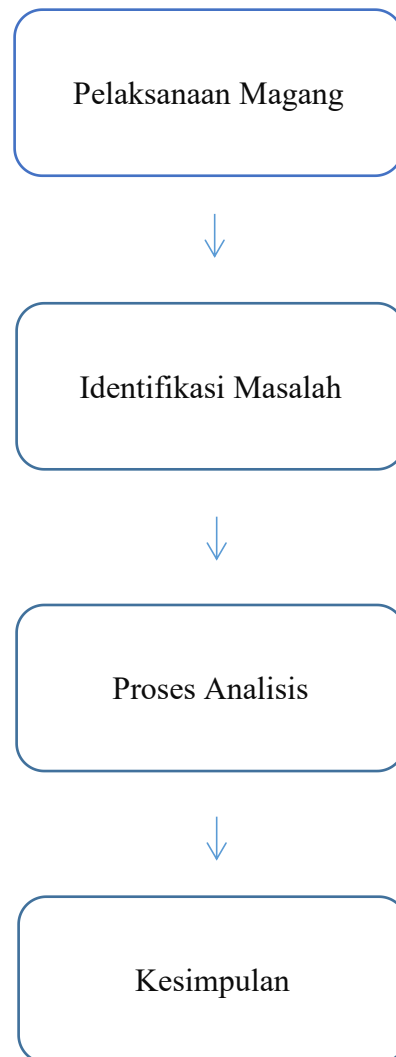 Pelaksanaan Magang
Identifikasi Masalah
Proses Analisis
Kesimpulan